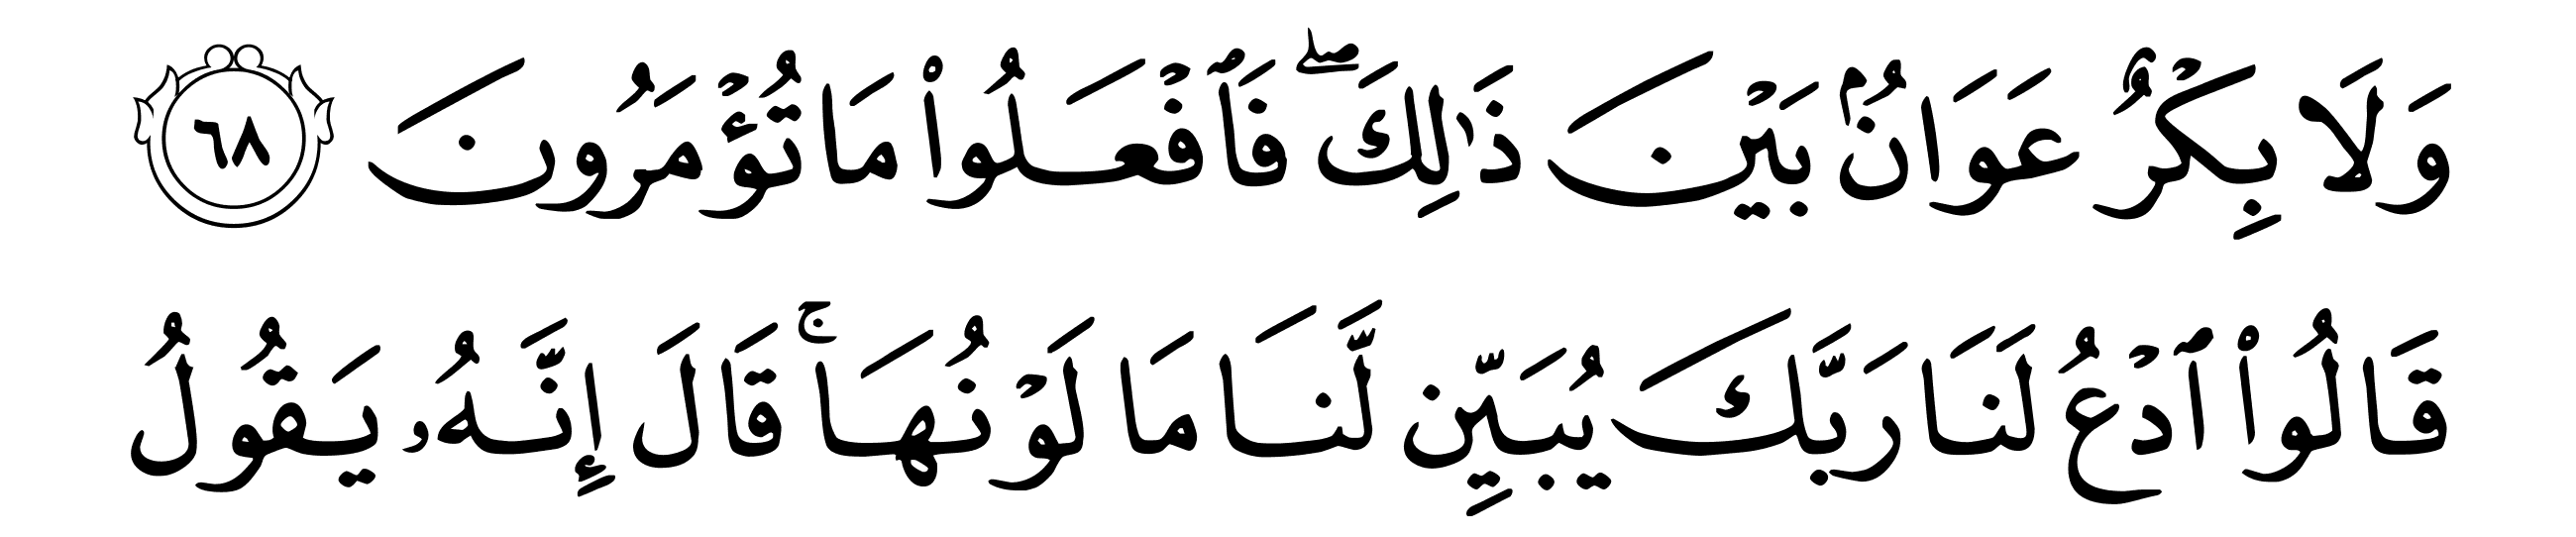 وَلَا بِكْرٌ عَوَانٌۢ بَيْنَ ذَٰلِكَۖ فَٱفْعَلُوا۟ مَا تُؤْمَرُونَ ٦٨
قَالُوا۟ ٱدْعُ لَنَا رَبَّكَ يُبَيِّن لَّنَا مَا لَوْنُهَاۚ قَالَ إِنَّهُۥ يَقُولُ